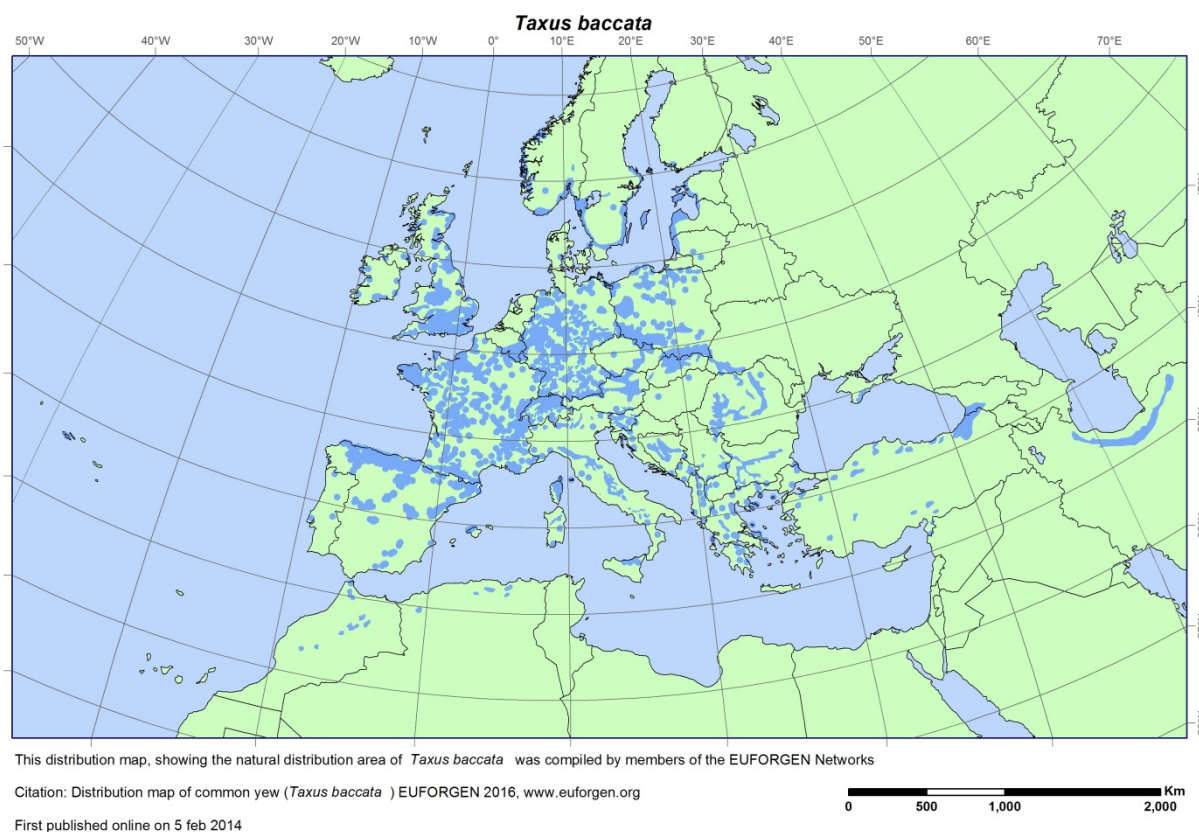 Taxus baccata
50°W 40°W 30°W 20°W 10°W 0° 10°E 20°E 30°E 40°E 50°E 60°E 70°E
This distribution map, showing the natural distribution area of Taxus baccata was compiled by members of the EUFORGEN Networks
Citation: Distribution map of common yew (Taxus baccata ) EUFORGEN 2016, www.euforgen.org
First published online on 5 feb 2014
Km
0 500 1,000 2,000